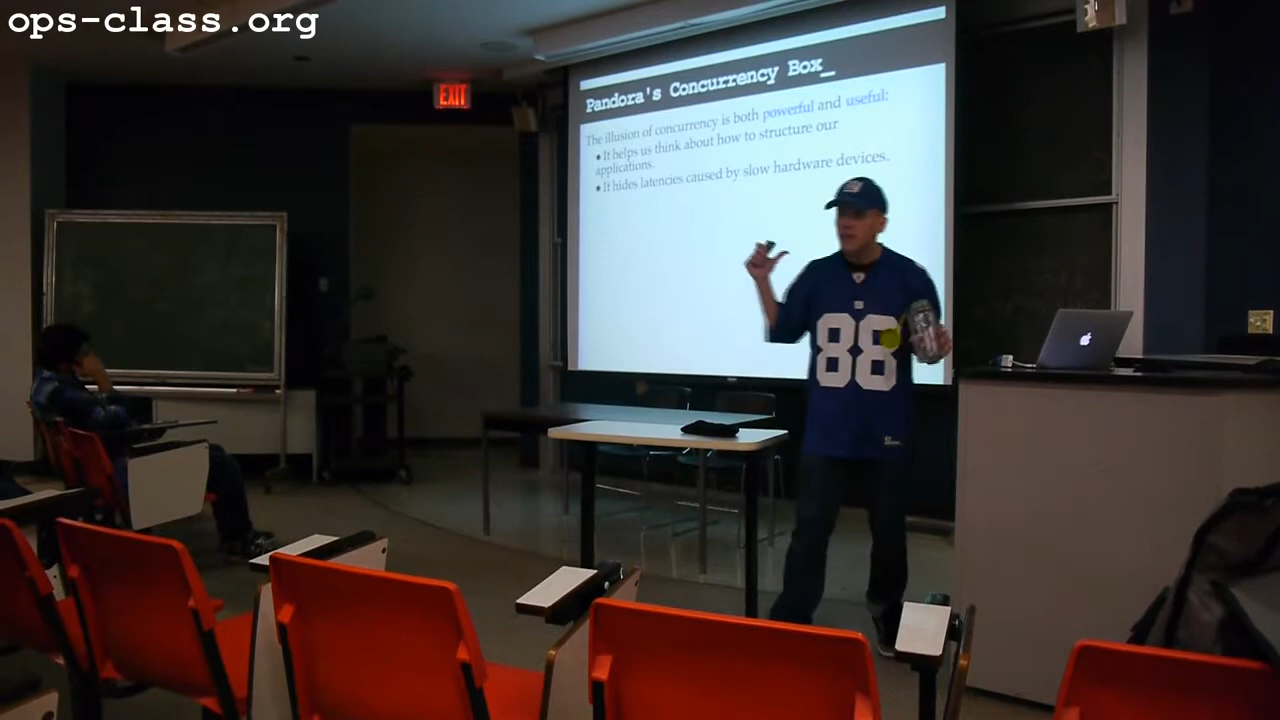 ops-class.org
EXIT
Pandora's Concurrency Box_
The illusion of concurrency is both powerful and useful:
• It helps us think about how to structure our
applications.
• It hides latencies caused by slow hardware devices.
88